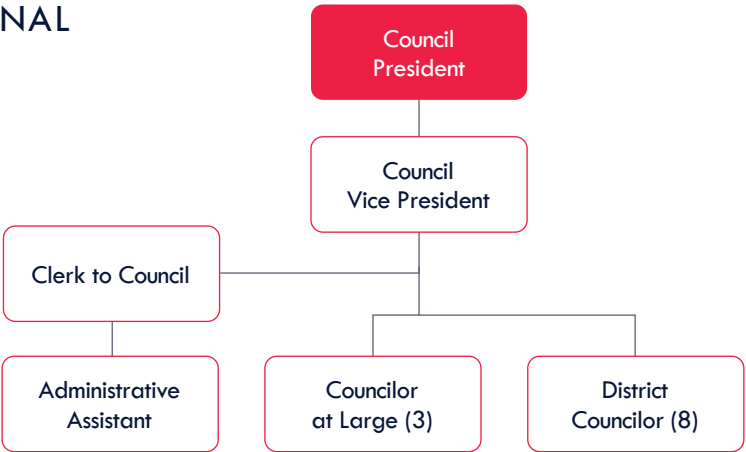 NAL
Council
President
Council
Vice President
Clerk to Council
Administrative
Assistant
Councilor
at Large (3)
District
Councilor (8)